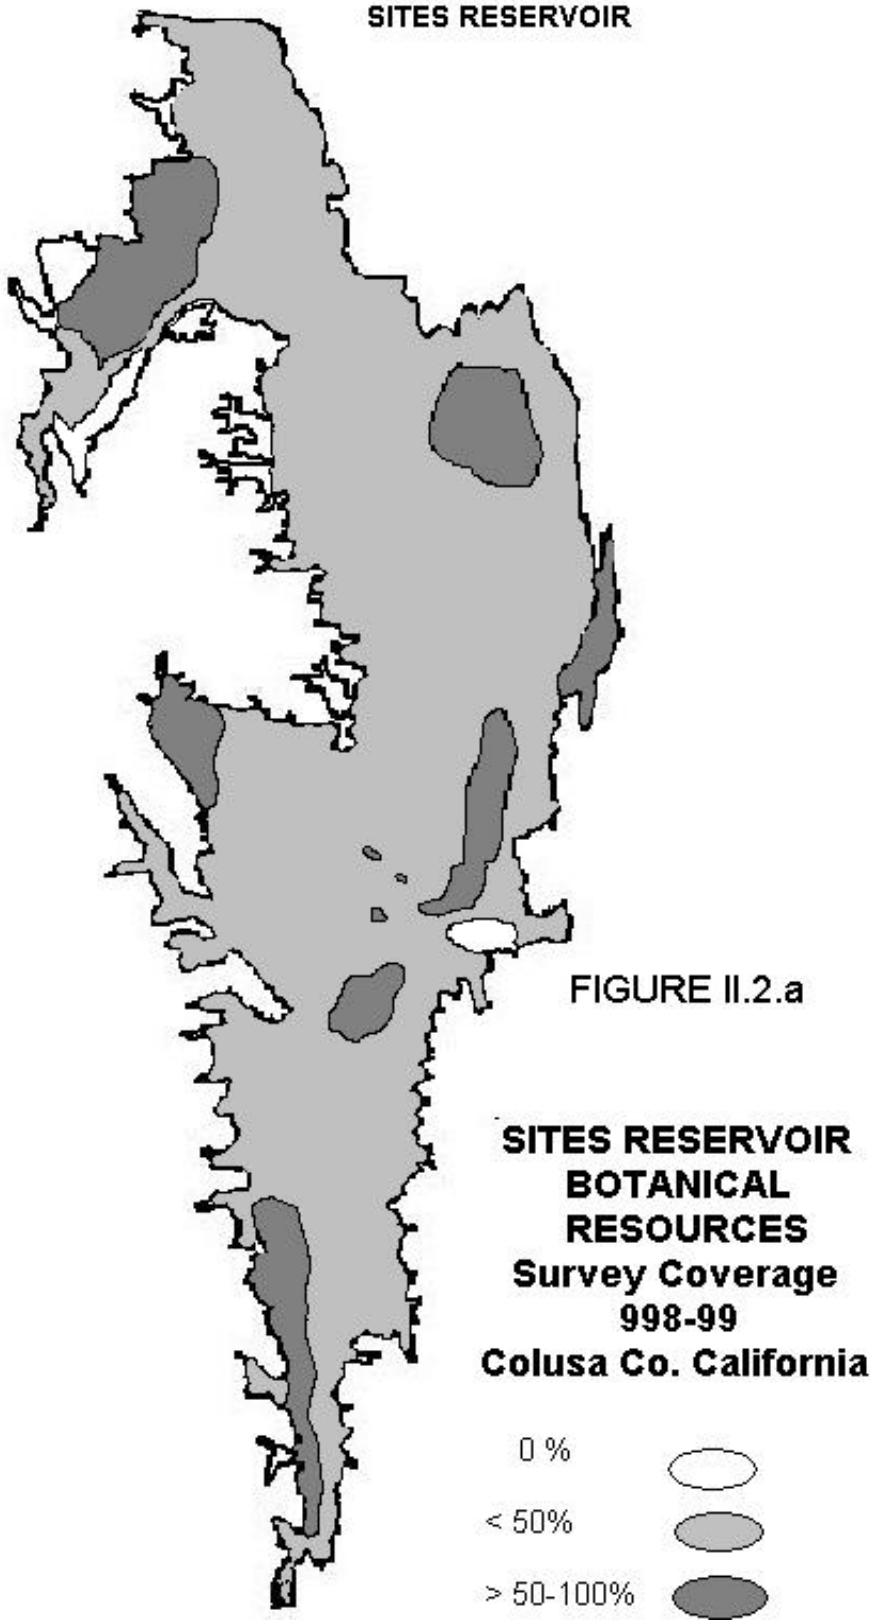 SITES RESERVOIR
FIGURE II.2.a
SITES RESERVOIR
BOTANICAL
RESOURCES
Survey Coverage
998-99
Colusa Co. California
0 %
< 50%
> 50-100%